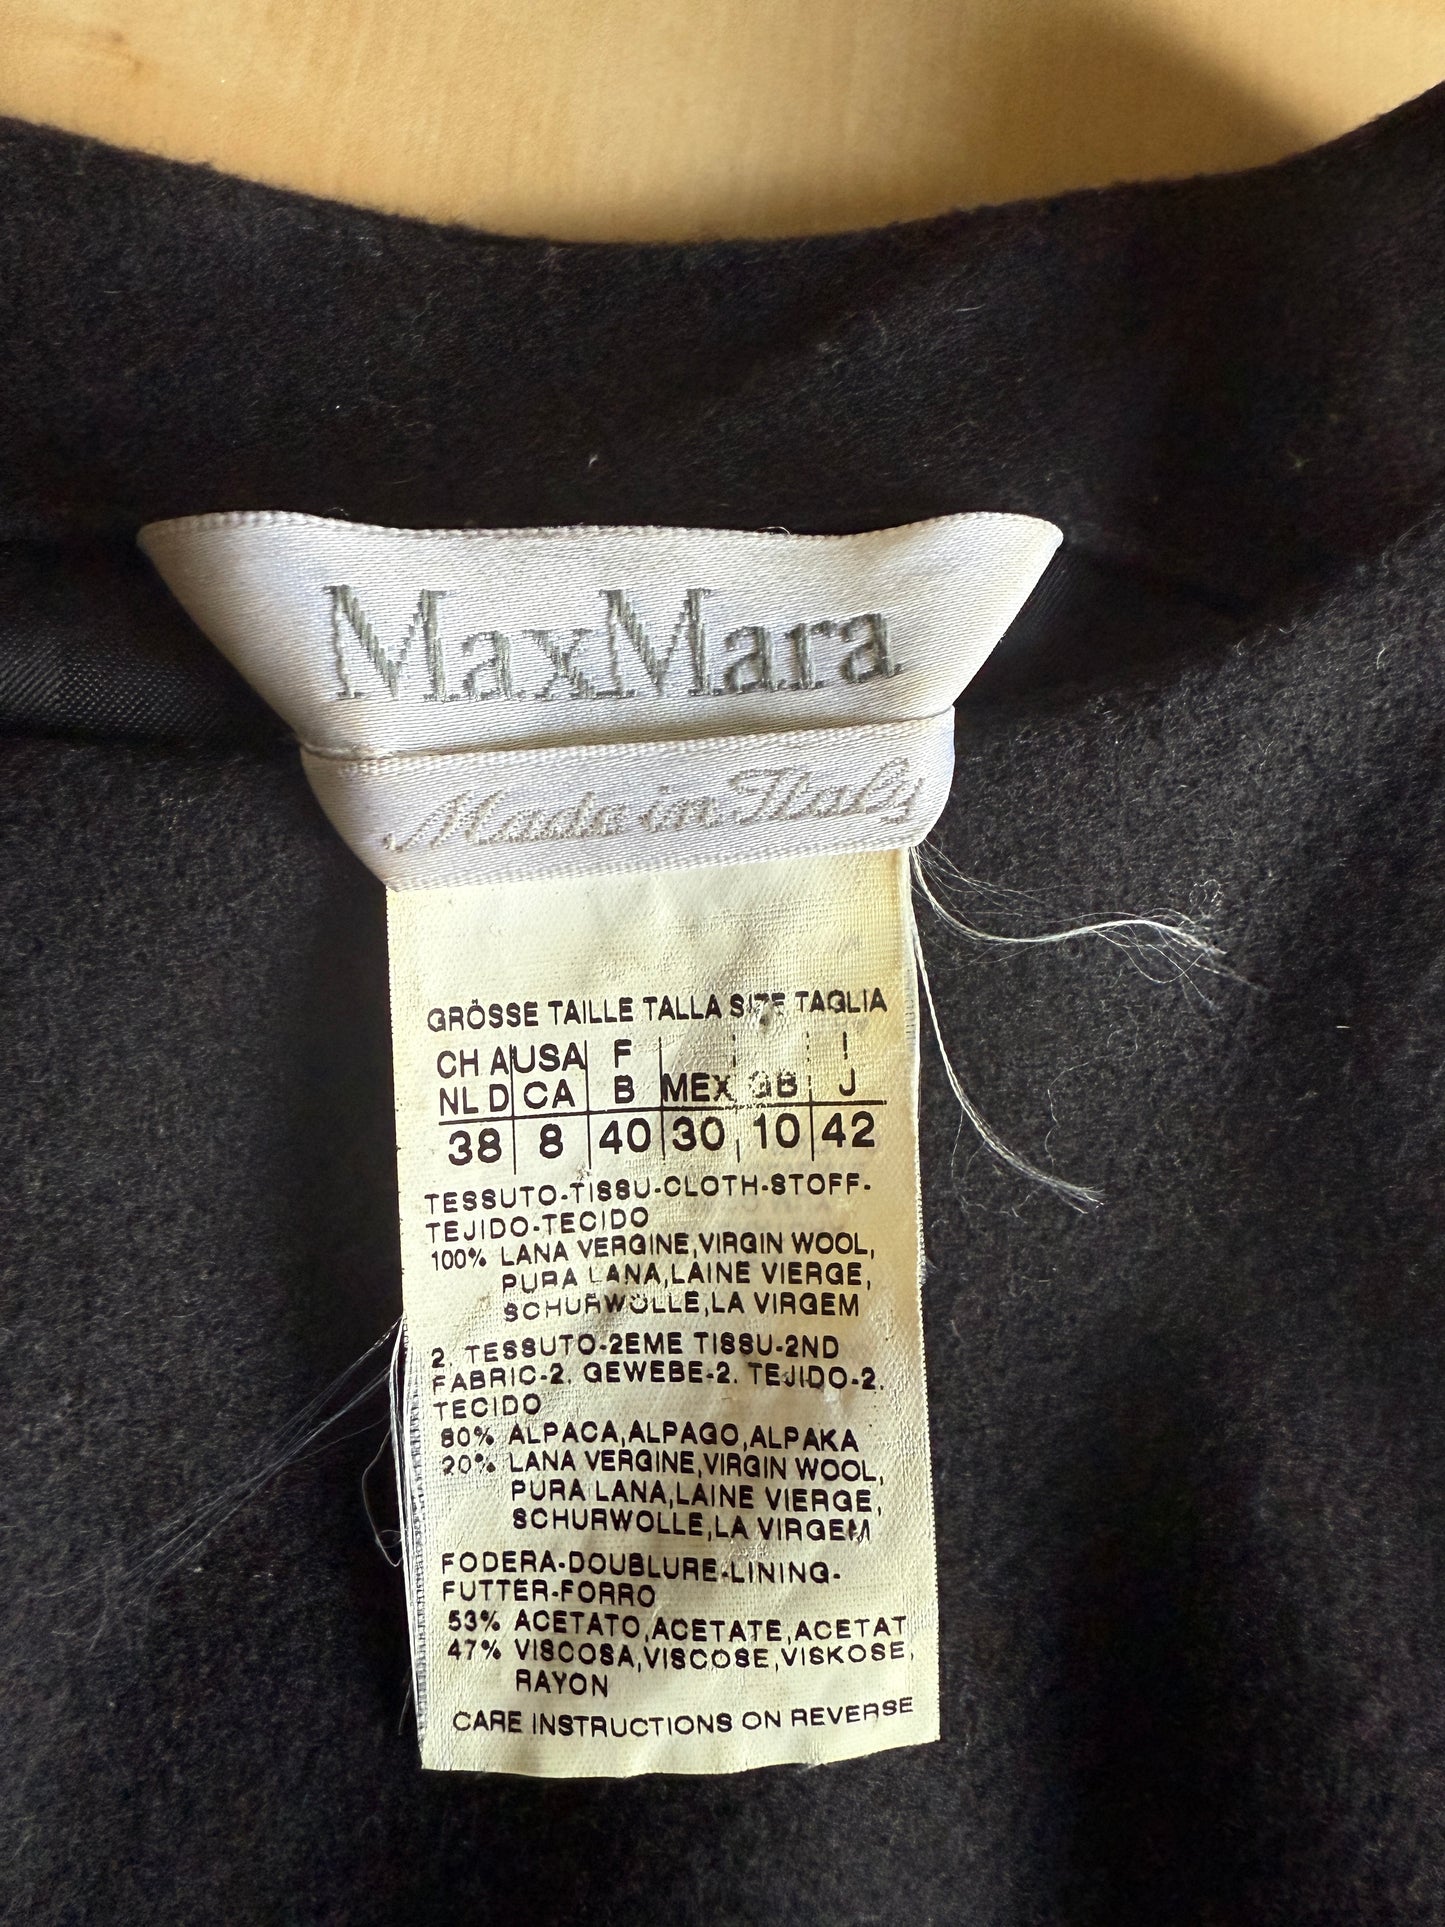 MaxMara
Made in Italy
GRÖSSE TAILLE TALLA SIZE TAGLIA
CH A USA F I
NL D CA B MEX GB J
38 8 40 30 10 42
TESSUTO-TISSU-CLOTH-STOFF-
TEJIDO-TECIDO
100% LANA VERGINE,VIRGIN WOOL,
PURA LANA,LAINE VIERGE,
SCHURWOLLE,LA VIRGEM
2. TESSUTO-2EME TISSU-2ND
FABRIC-2. GEWEBE-2. TEJIDO-2.
TECIDO
80% ALPACA,ALPAGO,ALPAKA
20% LANA VERGINE,VIRGIN WOOL,
PURA LANA,LAINE VIERGE,
SCHURWOLLE,LA VIRGEM
FODERA-DOUBLURE-LINING-
FUTTER-FORRO
53% ACETATO,ACETATE,ACETAT
47% VISCOSA,VISCOSE,VISKOSE,
RAYON
CARE INSTRUCTIONS ON REVERSE